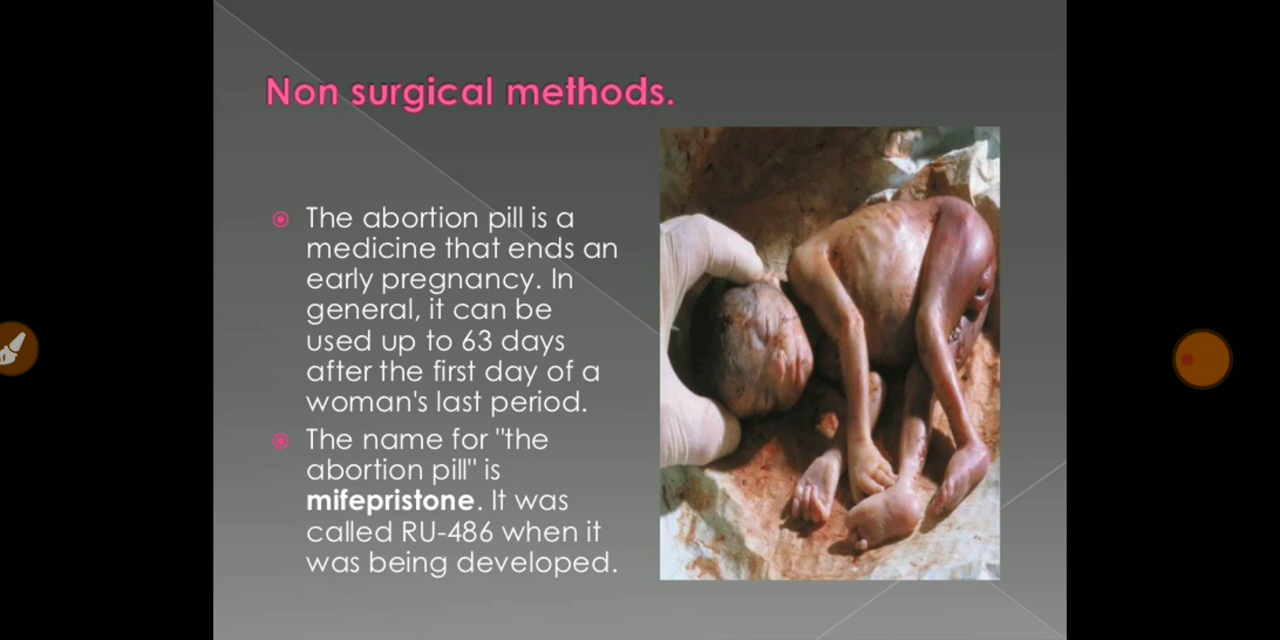 Non surgical methods.
The abortion pill is a
medicine that ends an
early pregnancy. In
general, it can be
used up to 63 days
after the first day of a
woman's last period.
The name for "the
abortion pill" is
mifepristone. It was
called RU-486 when it
was being developed.